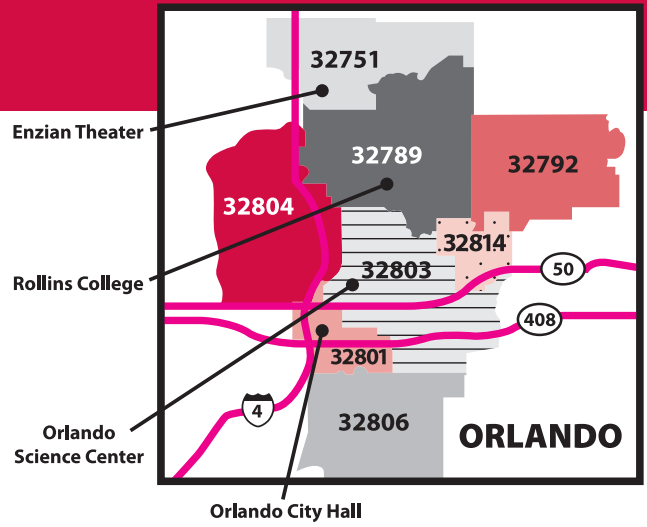 32751
Enzian Theater
32789
32792
32804
32814
32803
Rollins College
50
408
32801
4
32806
ORLANDO
Orlando
Science Center
Orlando City Hall